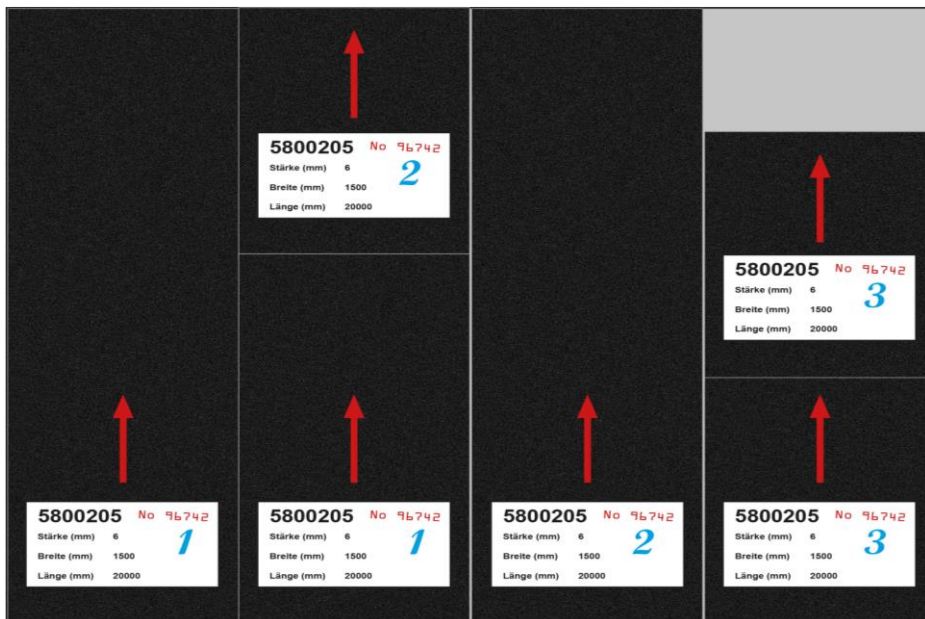 5800205 No 96742
Stärke (mm) 6
2
Breite (mm) 1500
Länge (mm) 20000
5800205 No 96742
Stärke (mm) 6
3
Breite (mm) 1500
Länge (mm) 20000
5800205 No 96742
Stärke (mm) 6
1
Breite (mm) 1500
Länge (mm) 20000
5800205 No 96742
Stärke (mm) 6
1
Breite (mm) 1500
Länge (mm) 20000
5800205 No 96742
Stärke (mm) 6
2
Breite (mm) 1500
Länge (mm) 20000
5800205 No 96742
Stärke (mm) 6
3
Breite (mm) 1500
Länge (mm) 20000